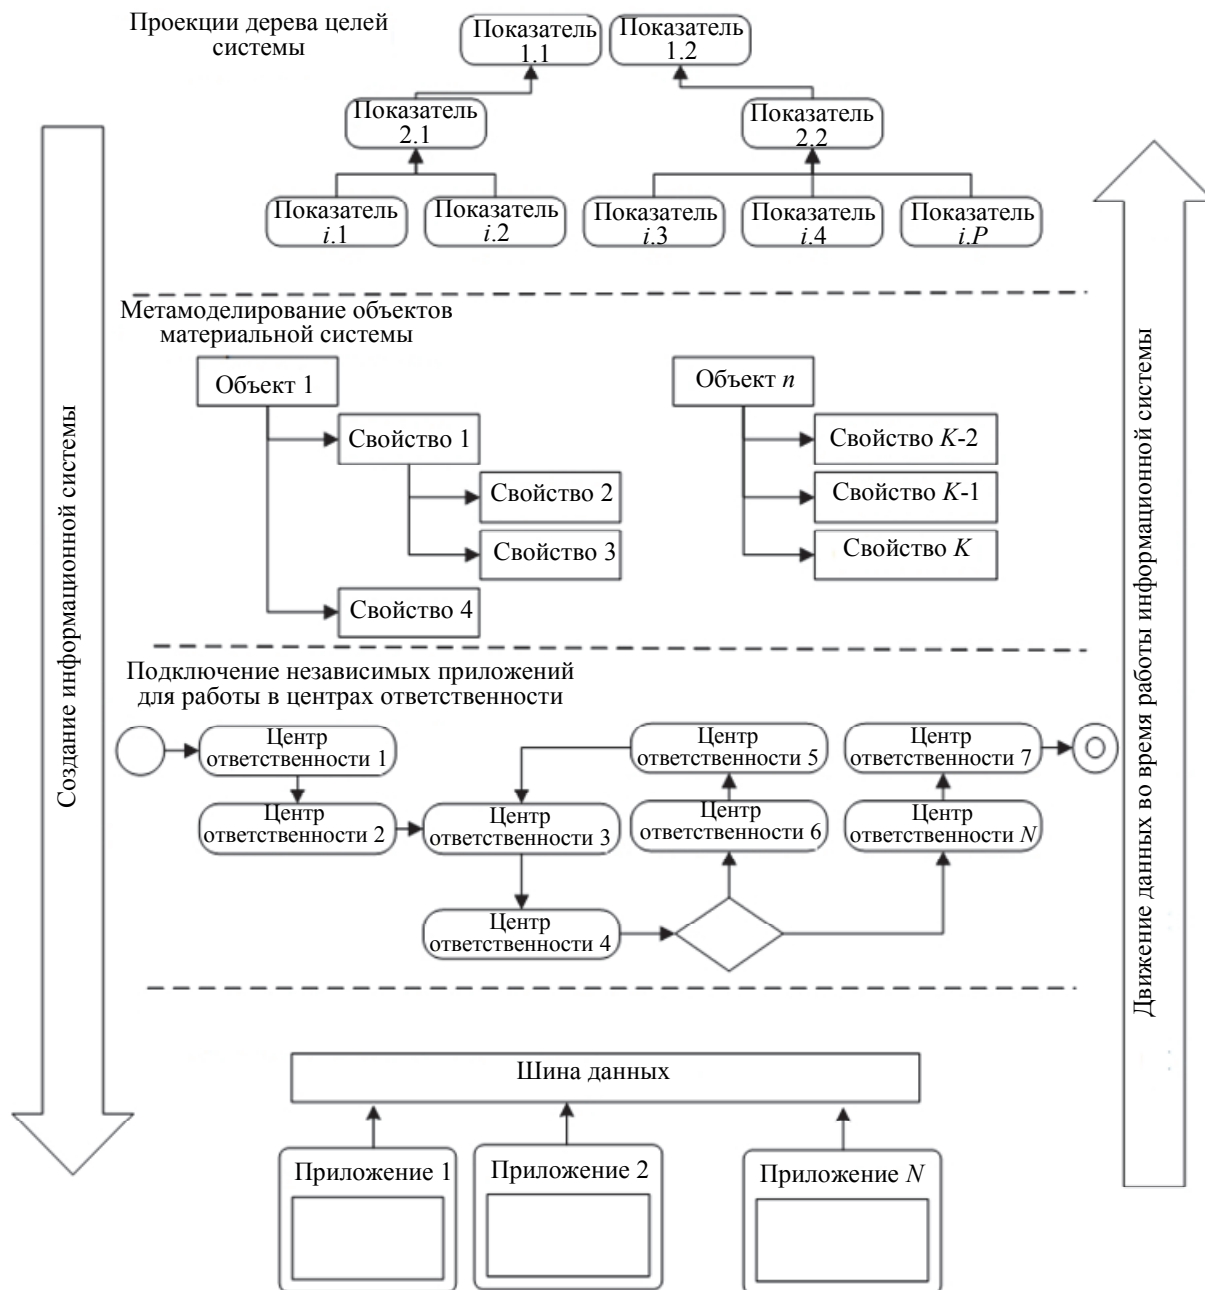 Проекции дерева целей
системы
Показатель
1.1
Показатель
1.2
Показатель
2.1
Показатель
2.2
Показатель
i.1
Показатель
i.2
Показатель
i.3
Показатель
i.4
Показатель
i.P
Создание информационной системы
Движение данных во время работы информационной системы
Метамоделирование объектов
материальной системы
Объект 1
Свойство 1
Свойство 2
Свойство 3
Свойство 4
Объект n
Свойство K-2
Свойство K-1
Свойство K
Подключение независимых приложений
для работы в центрах ответственности
Центр
ответственности 1
Центр
ответственности 5
Центр
ответственности 7
Центр
ответственности 2
Центр
ответственности 3
Центр
ответственности 6
Центр
ответственности N
Центр
ответственности 4
Шина данных
Приложение 1
Приложение 2
Приложение N